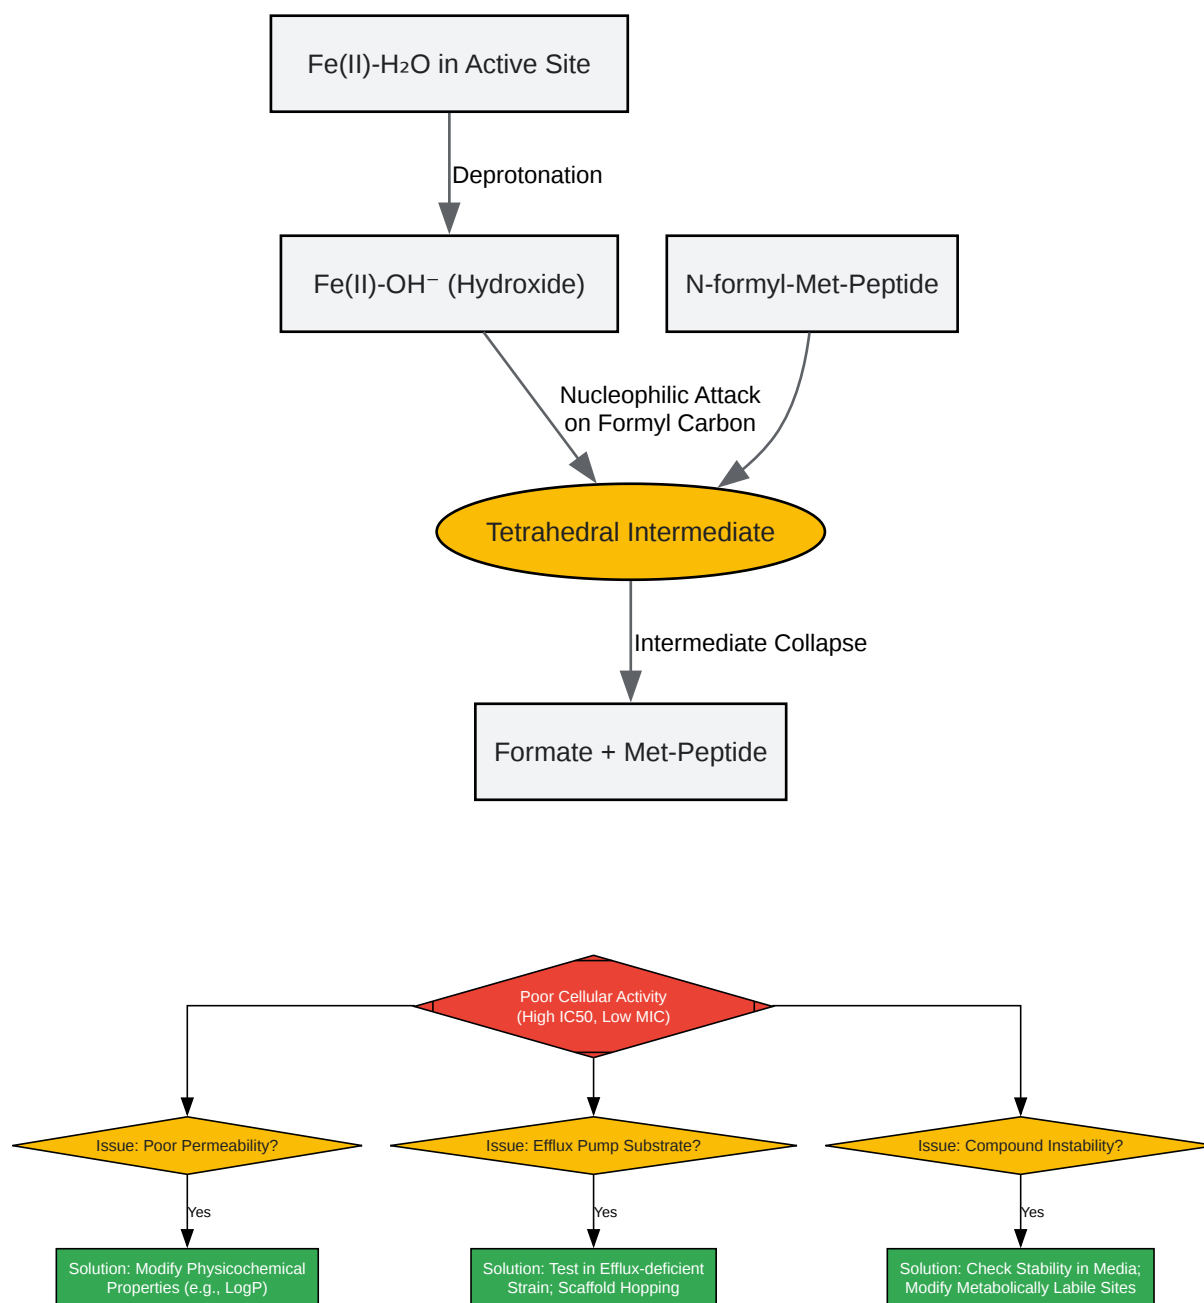 Fe(II)-H₂O in Active Site
Deprotonation
Fe(II)-OH⁻ (Hydroxide)
N-formyl-Met-Peptide
Nucleophilic Attack
on Formyl Carbon
Tetrahedral Intermediate
Intermediate Collapse
Formate + Met-Peptide
Poor Cellular Activity
(High IC50, Low MIC)
Issue: Poor Permeability?
Issue: Efflux Pump Substrate?
Issue: Compound Instability?
Yes
Yes
Yes
Solution: Modify Physicochemical
Properties (e.g., LogP)
Solution: Test in Efflux-deficient
Strain; Scaffold Hopping
Solution: Check Stability in Media;
Modify Metabolically Labile Sites